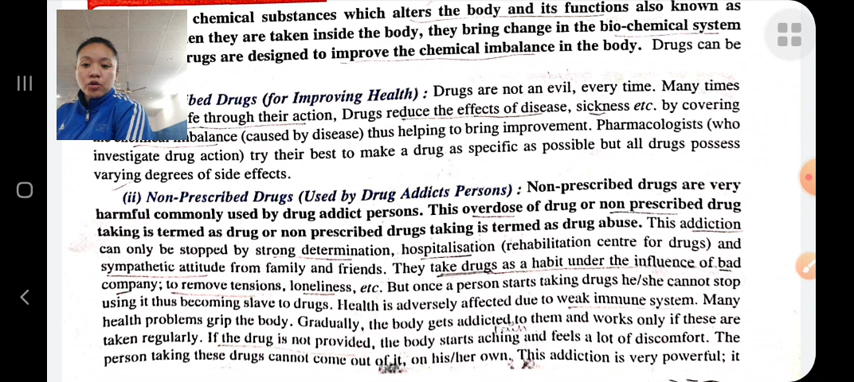 chemical substances which alters the body and its functions also known as
en they are taken inside the body, they bring change in the bio-chemical system
rugs are designed to improve the chemical imbalance in the body. Drugs can be
bed Drugs (for Improving Health) : Drugs are not an evil, every time. Many times
fe through their action, Drugs reduce the effects of disease, sickness etc. by covering
balance (caused by disease) thus helping to bring improvement. Pharmacologists (who
investigate drug action) try their best to make a drug as specific as possible but all drugs possess
varying degrees of side effects.
(ii) Non-Prescribed Drugs (Used by Drug Addicts Persons) : Non-prescribed drugs are very
harmful commonly used by drug addict persons. This overdose of drug or non prescribed drug
taking is termed as drug or non prescribed drugs taking is termed as drug abuse. This addiction
can only be stopped by strong determination, hospitalisation (rehabilitation centre for drugs) and
sympathetic attiude from family and friends. They take drugs as a habit under the influence of bad
company; to remove tensions, loneliness, etc. But once a person starts taking drugs he/she cannot stop
using it thus becoming slave to drugs. Health is adversely affected due to weak immune system. Many
health problems grip the body. Gradually, the body gets addicted to them and works only if these are
taken regularly. If the drug is not provided, the body starts aching and feels a lot of discomfort. The
person taking these drugs cannot come out of it, on his/her own. This addiction is very powerful; it